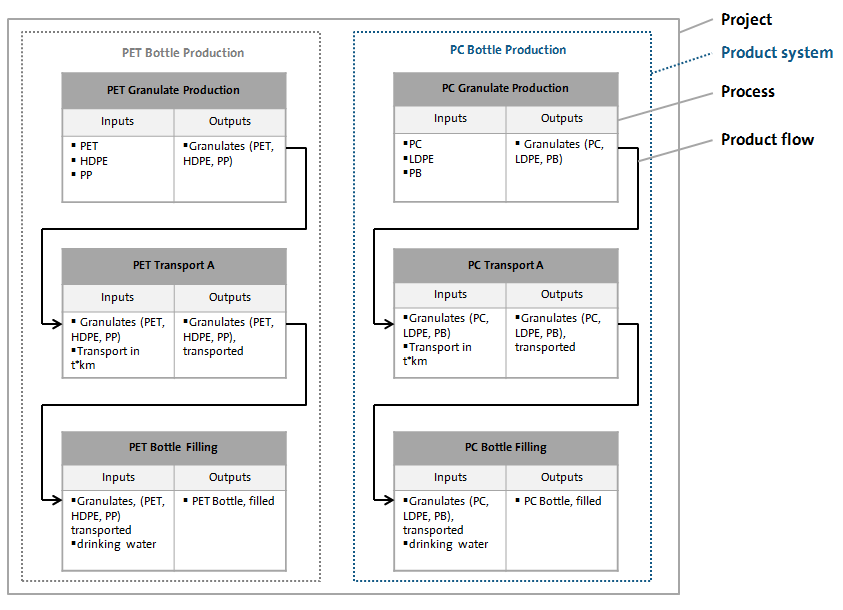 Project
Product system
Process
Product flow
PET Bottle Production
PET Granulate Production
Inputs
Outputs
▪ PET
▪ HDPE
▪ PP
▪Granulates (PET,
HDPE, PP)
PET Transport A
Inputs
Outputs
▪ Granulates (PET,
HDPE, PP)
▪Transport in
t*km
▪Granulates (PET,
HDPE, PP),
transported
PET Bottle Filling
Inputs
Outputs
▪Granulates, (PET,
HDPE, PP)
transported
▪drinking water
▪ PET Bottle, filled
PC Bottle Production
PC Granulate Production
Inputs
Outputs
▪PC
▪LDPE
▪PB
▪ Granulates (PC,
LDPE, PB)
PC Transport A
Inputs
Outputs
▪Granulates (PC,
LDPE, PB)
▪Transport in
t*km
▪Granulates (PC,
LDPE, PB),
transported
PC Bottle Filling
Inputs
Outputs
▪Granulates (PC,
LDPE, PB),
transported
▪drinking water
▪ PC Bottle, filled